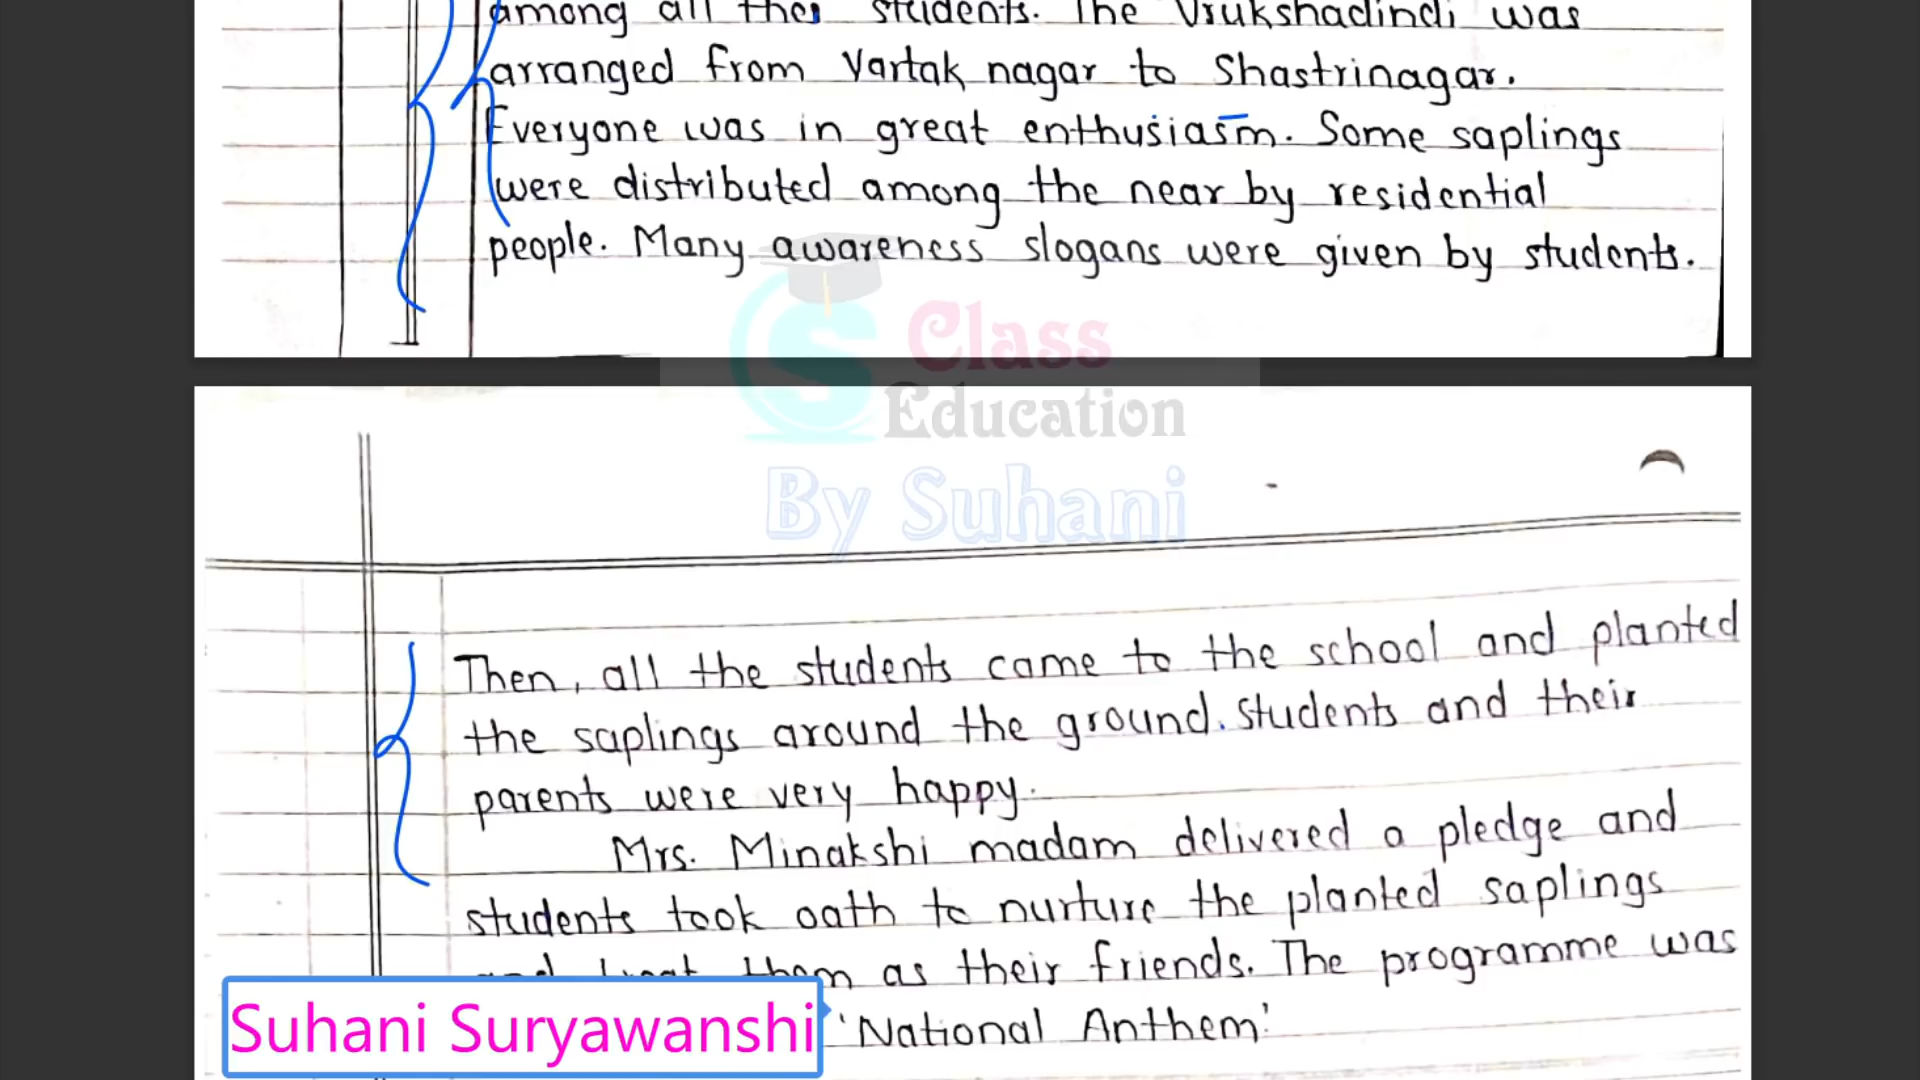 among all the students. The Vrukshadindi was
arranged from Vartak nagar to Shastrinagar.
Everyone was in great enthusiasm. Some saplings
were distributed among the near by residential
people. Many awareness slogans were given by students.
Class
Education
By Suhani
Then, all the students came to the school and planted
the saplings around the ground. Students and their
parents were very happy.
Mrs. Minakshi madam delivered a pledge and
students took oath to nurture the planted saplings
and treat them as their friends. The programme was
Suhani Suryawanshi
'National Anthem'